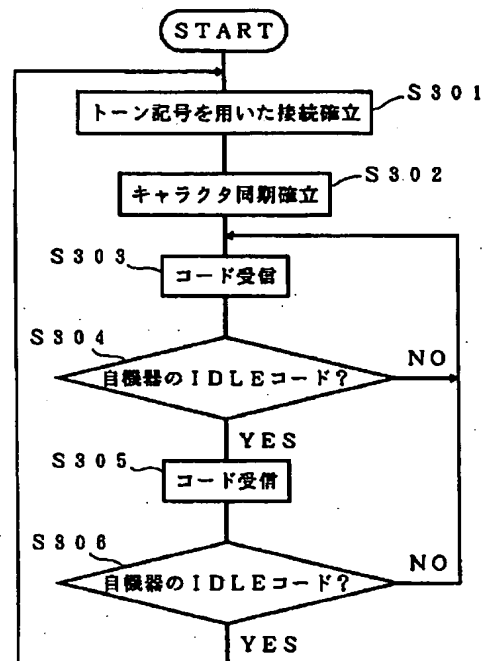 START
トーン記号を用いた接続確立
S301
キャラクタ同期確立
S302
S303
コード受信
S304
自機器のIDLEコード?
NO
YES
S305
コード受信
S306
自機器のIDLEコード?
NO
YES